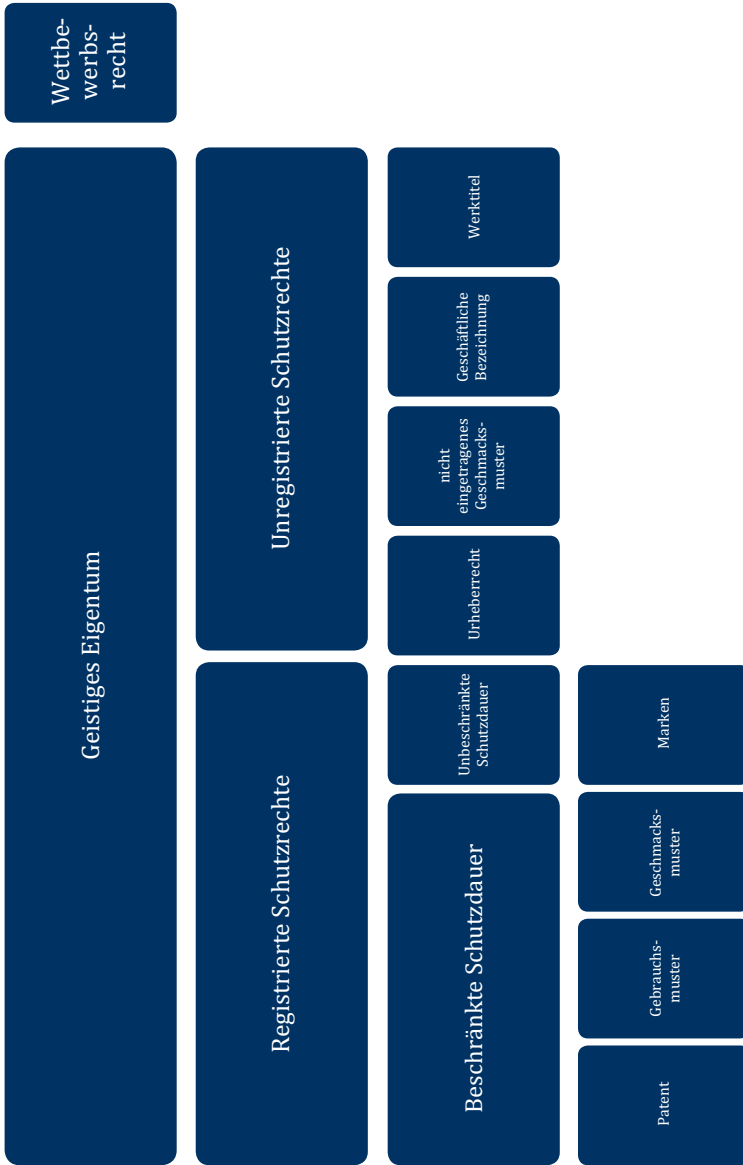 Geistiges Eigentum
Wettbe-
werbs-
recht
Registrierte Schutzrechte
Unregistrierte Schutzrechte
Beschränkte Schutzdauer
Unbeschränkte
Schutzdauer
Urheberrecht
nicht
eingetragenes
Geschmacks-
muster
Geschäftliche
Bezeichnung
Werktitel
Patent
Gebrauchs-
muster
Geschmacks-
muster
Marken